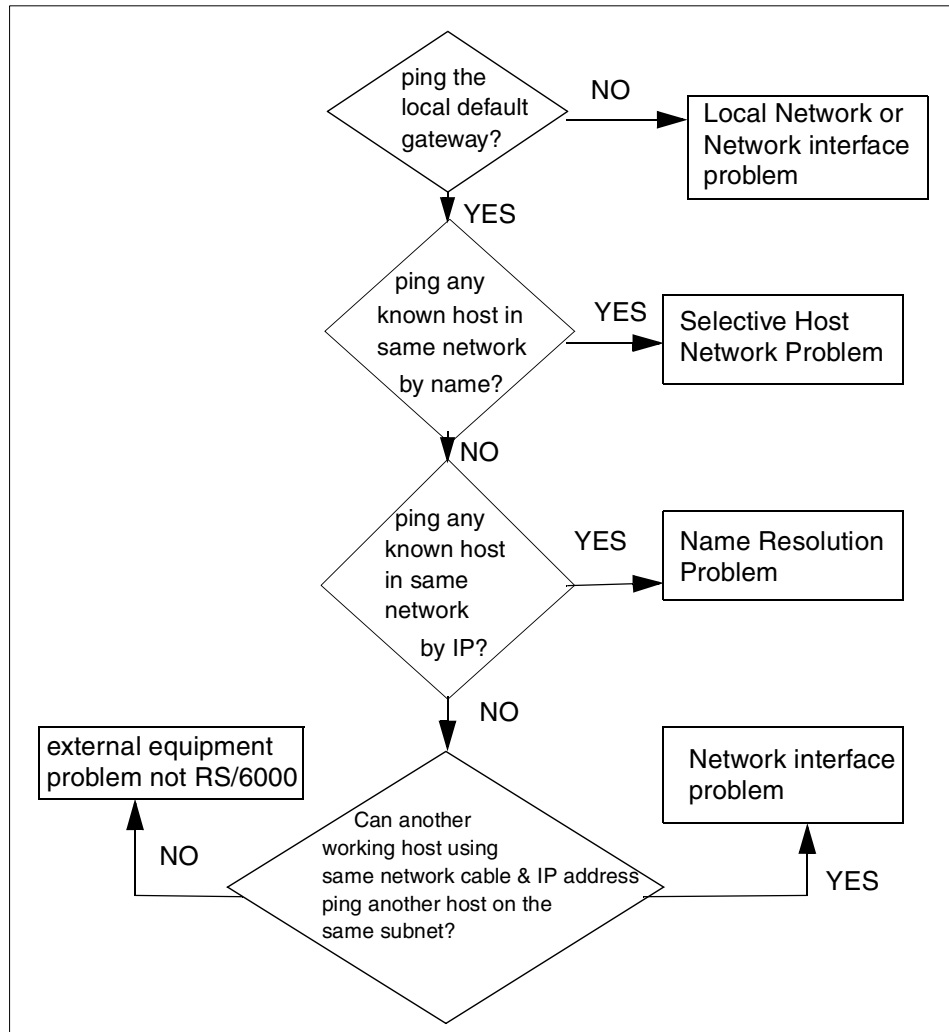 ping the
local default
gateway?
NO
Local Network or
Network interface
problem
YES
ping any
known host in
same network
by name?
YES
Selective Host
Network Problem
NO
ping any
known host
in same
network
by IP?
YES
Name Resolution
Problem
NO
external equipment
problem not RS/6000
Network interface
problem
Can another
working host using
same network cable & IP address
ping another host on the
same subnet?
NO
YES